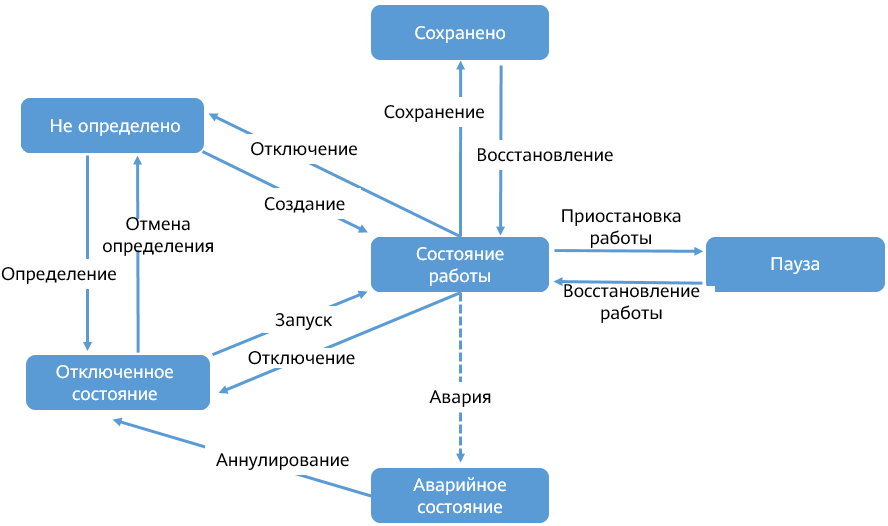 Сохранено
Сохранение
Не определено
Отключение
Восстановление
Создание
Отмена
определения
Приостановка
работы
Состояние
работы
Пауза
Определение
Восстановление
работы
Запуск
Отключение
Отключенное
состояние
Авария
Аннулирование
Аварийное
состояние